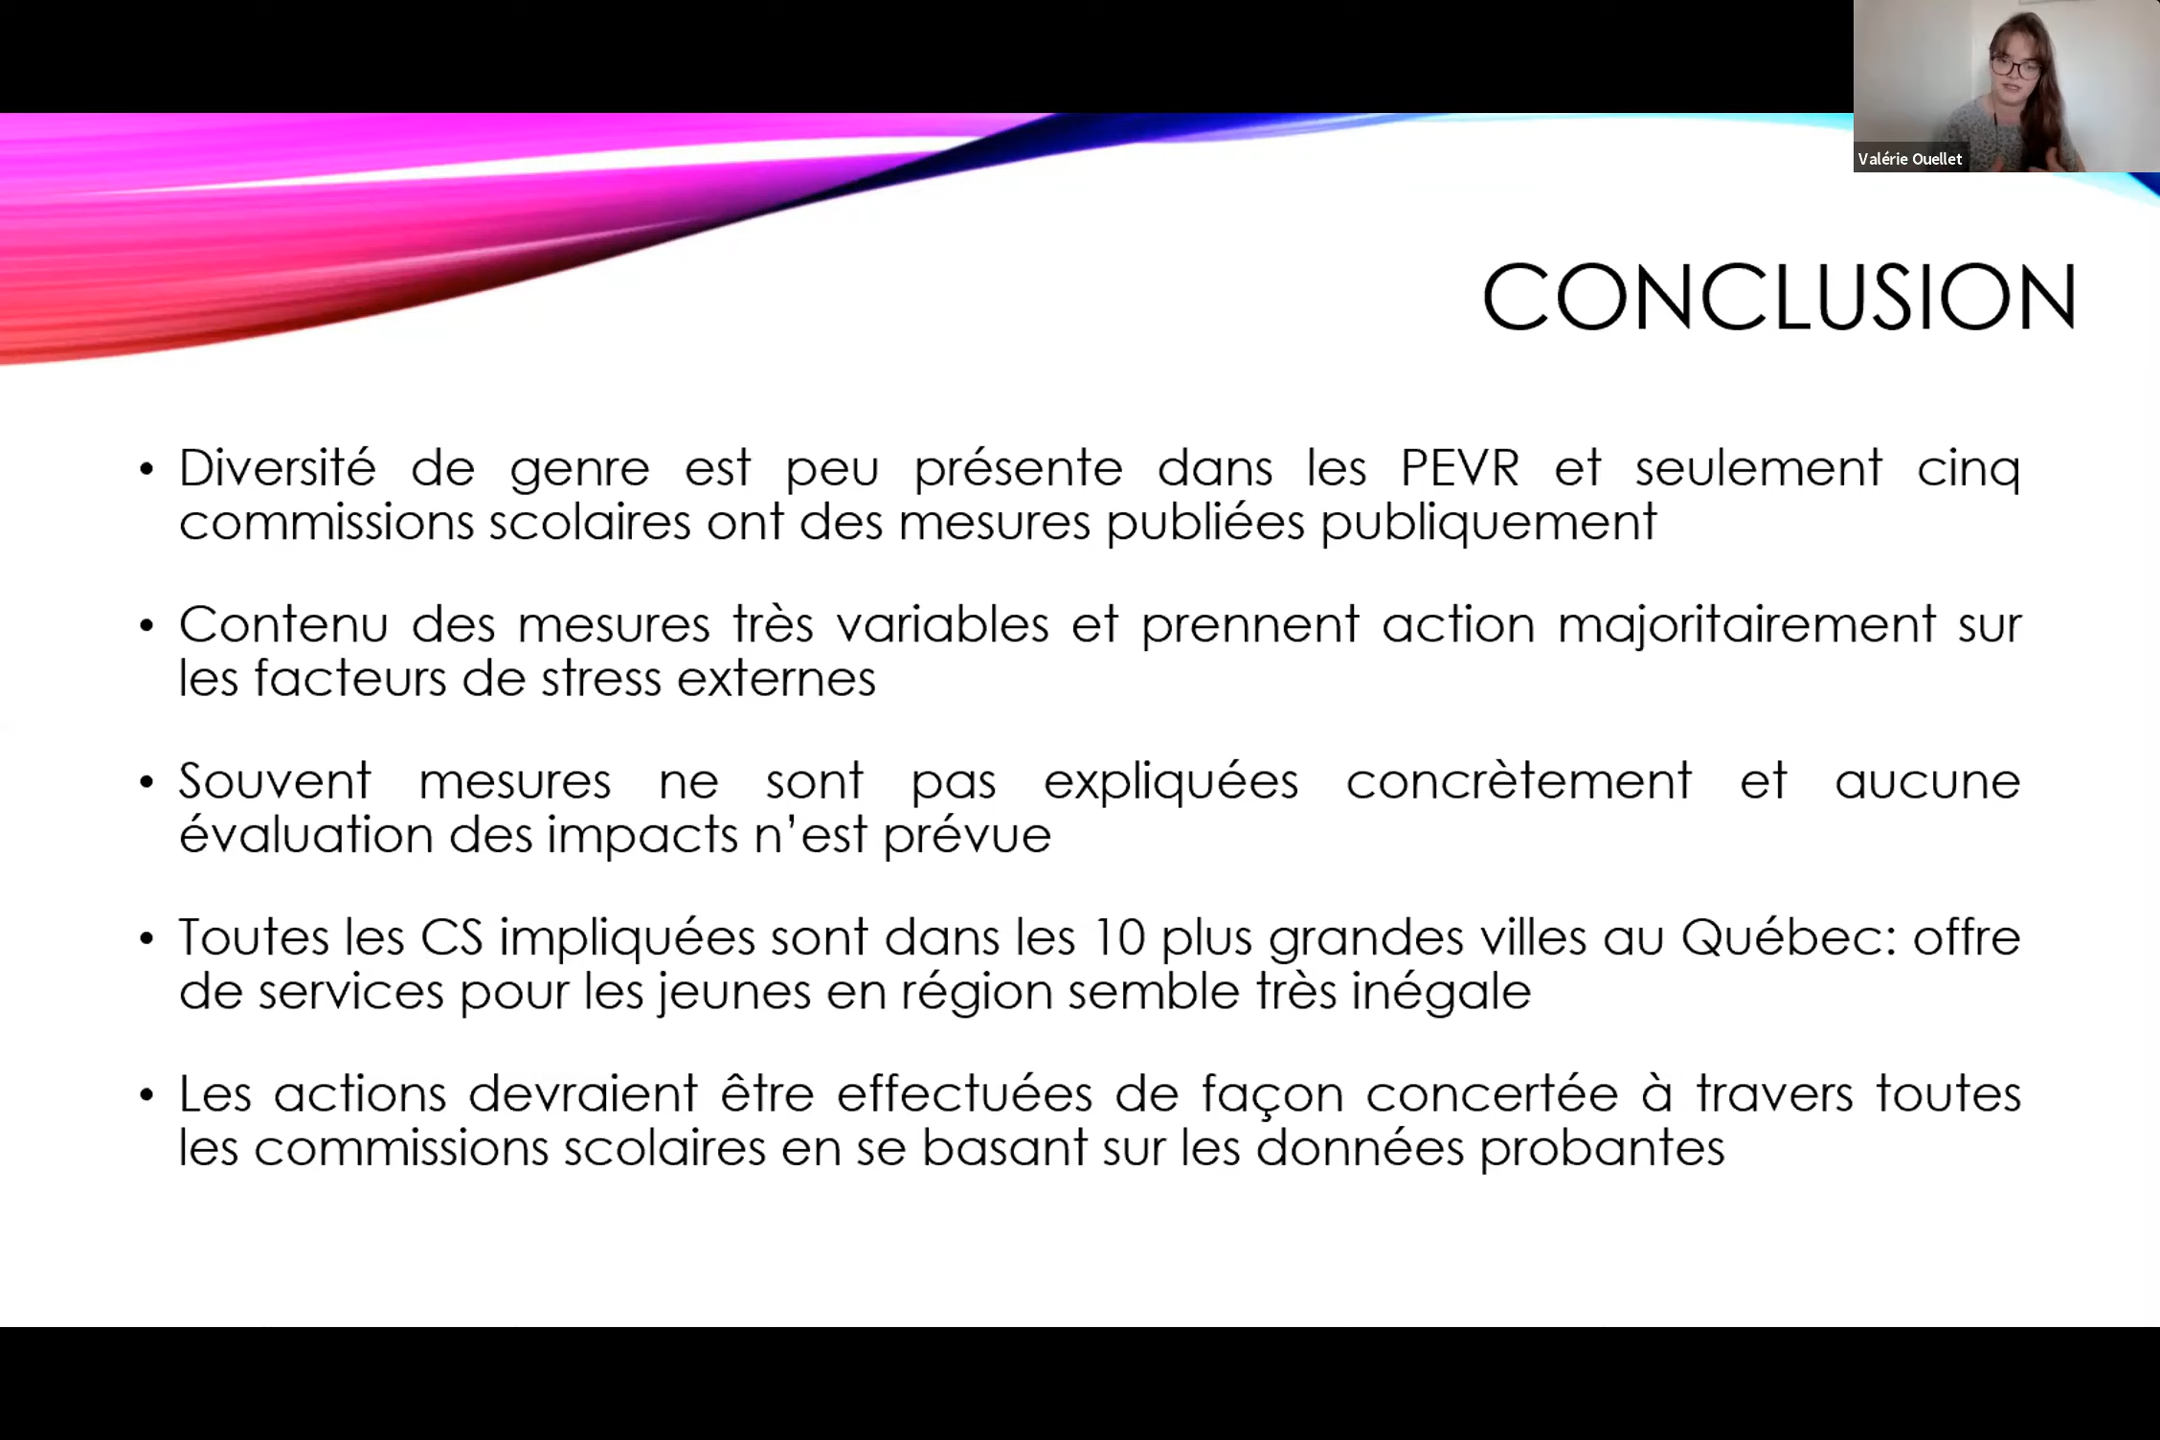 Valérie Ouellet
CONCLUSION
• Diversité de genre est peu présente dans les PEVR et seulement cinq
commissions scolaires ont des mesures publiées publiquement
• Contenu des mesures très variables et prennent action majoritairement sur
les facteurs de stress externes
• Souvent mesures ne sont pas expliquées concrètement et aucune
évaluation des impacts n’est prévue
• Toutes les CS impliquées sont dans les 10 plus grandes villes au Québec: offre
de services pour les jeunes en région semble très inégale
• Les actions devraient être effectuées de façon concertée à travers toutes
les commissions scolaires en se basant sur les données probantes